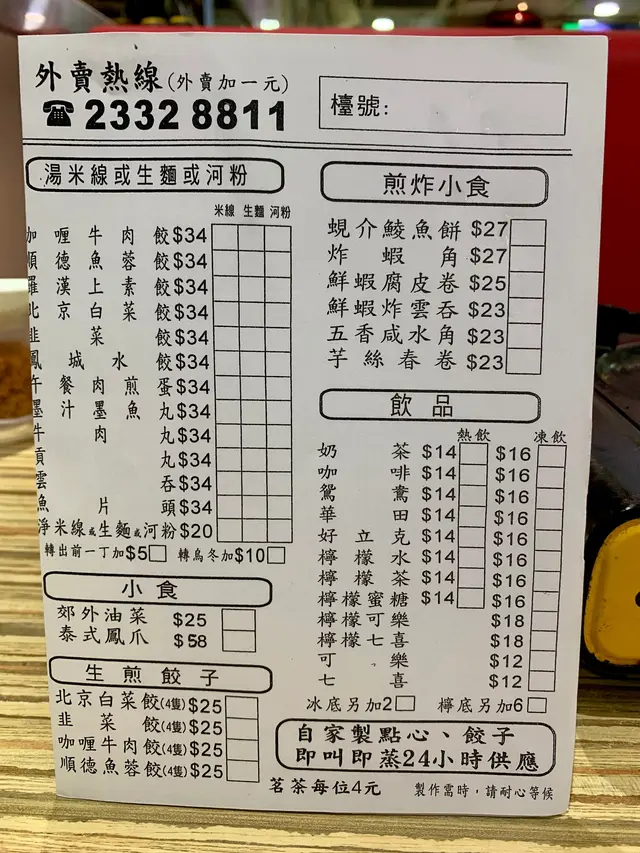 外賣熱線(外賣加一元)
☎ 2332 8811
檯號:
湯米線或生麵或河粉
米線 生麵 河粉
加喱牛肉餃 $34
順德魚蓉餃 $34
羅漢上素餃 $34
北京白菜餃 $34
韭菜餃 $34
鳳城水餃 $34
午餐肉煎蛋 $34
墨汁墨魚丸 $34
牛肉丸 $34
貢丸 $34
雲吞 $34
魚片頭 $34
淨米線或生麵或河粉 $20
轉出前一丁加$5 轉烏冬加$10
小食
郊外油菜 $25
泰式鳳爪 $58
生煎餃子
北京白菜餃(4隻) $25
韭菜餃(4隻) $25
咖喱牛肉餃(4隻) $25
順德魚蓉餃(4隻) $25
煎炸小食
蜆介鯪魚餅 $27
炸蝦角 $27
鮮蝦腐皮卷 $25
鮮蝦炸雲吞 $23
五香咸水角 $23
芋絲春卷 $23
飲品
熱飲 凍飲
奶茶 $14 $16
咖啡 $14 $16
鴛鴦 $14 $16
華田 $14 $16
好立克 $14 $16
檸檬水 $14 $16
檸檬茶 $14 $16
檸檬蜜糖 $14 $16
檸檬可樂 $18
檸檬七喜 $18
可樂 $12
七喜 $12
冰底另加2 檸底另加6
自家製點心、餃子
即叫即蒸24小時供應
茗茶每位4元
製作需時，請耐心等候